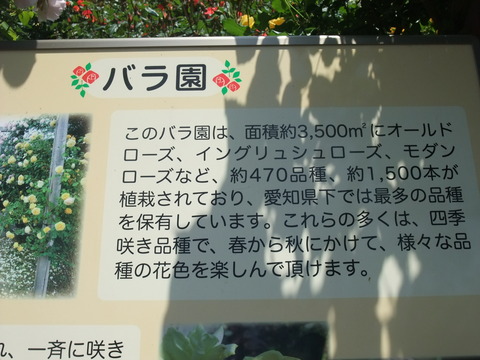 バラ園
このバラ園は、面積約3,500㎡にオールド
ローズ、イングリュシュローズ、モダン
ローズなど、約470品種、約1,500本が
植栽されており、愛知県下では最多の品種
を保有しています。これらの多くは、四季
咲き品種で、春から秋にかけて、様々な品
種の花色を楽しんで頂けます。
れ、一斉に咲き